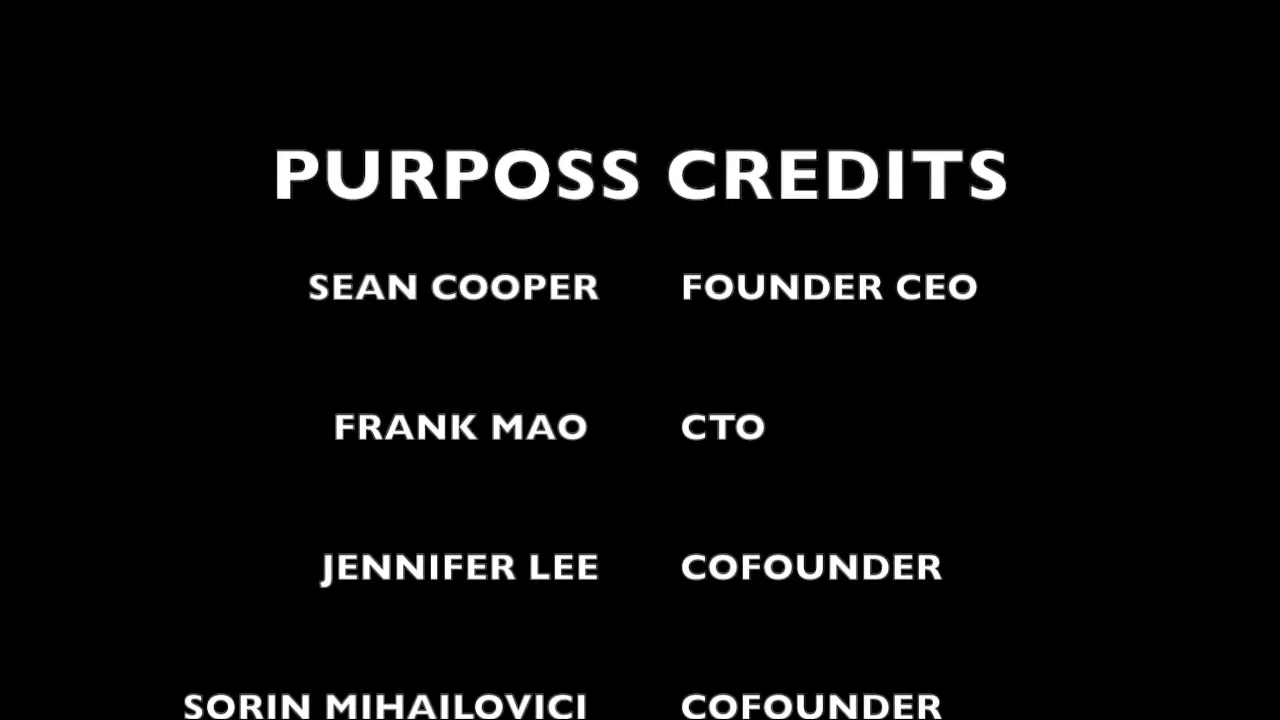 PURPOSS CREDITS
SEAN COOPER FOUNDER CEO
FRANK MAO CTO
JENNIFER LEE COFOUNDER
SORIN MIHAILOVICI COFOUNDER